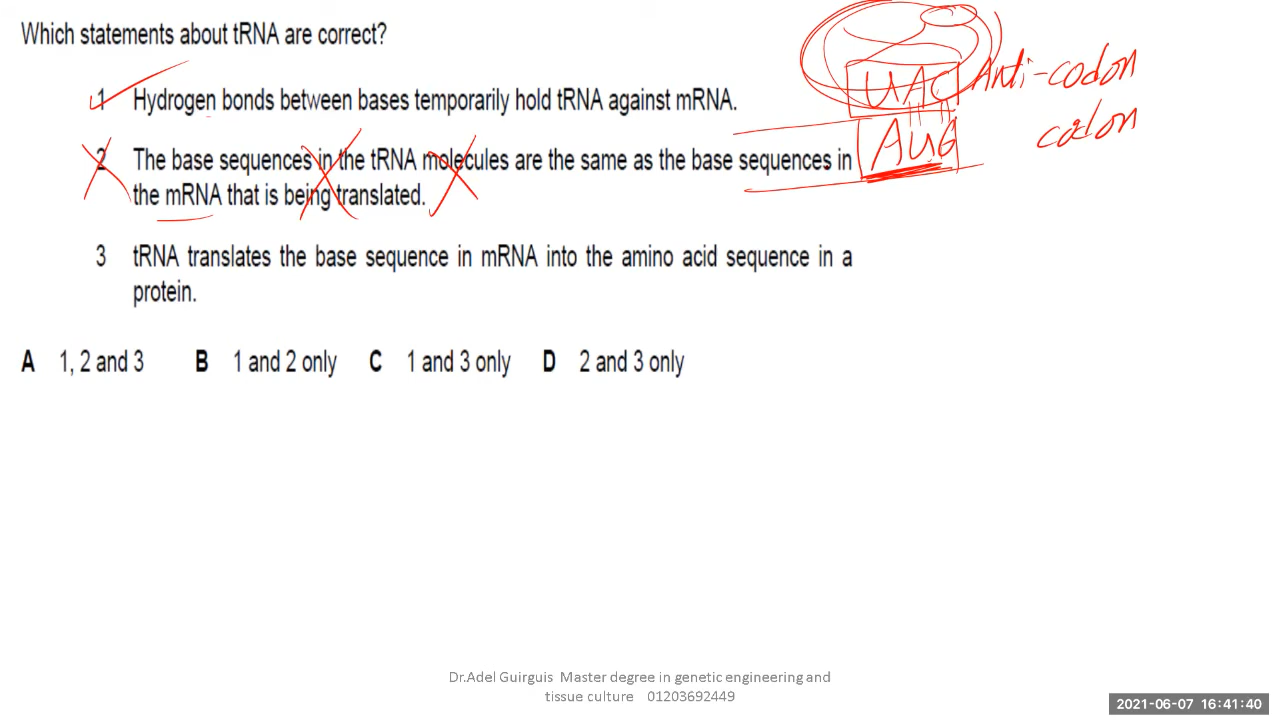 Which statements about tRNA are correct?
1 Hydrogen bonds between bases temporarily hold tRNA against mRNA.
UAC Anti-codon
AUG codon
2 The base sequences in the tRNA molecules are the same as the base sequences in
the mRNA that is being translated.
3 tRNA translates the base sequence in mRNA into the amino acid sequence in a
protein.
A 1, 2 and 3 B 1 and 2 only C 1 and 3 only D 2 and 3 only
Dr.Adel Guirguis Master degree in genetic engineering and
tissue culture 01203692449
2021-06-07 16:41:40